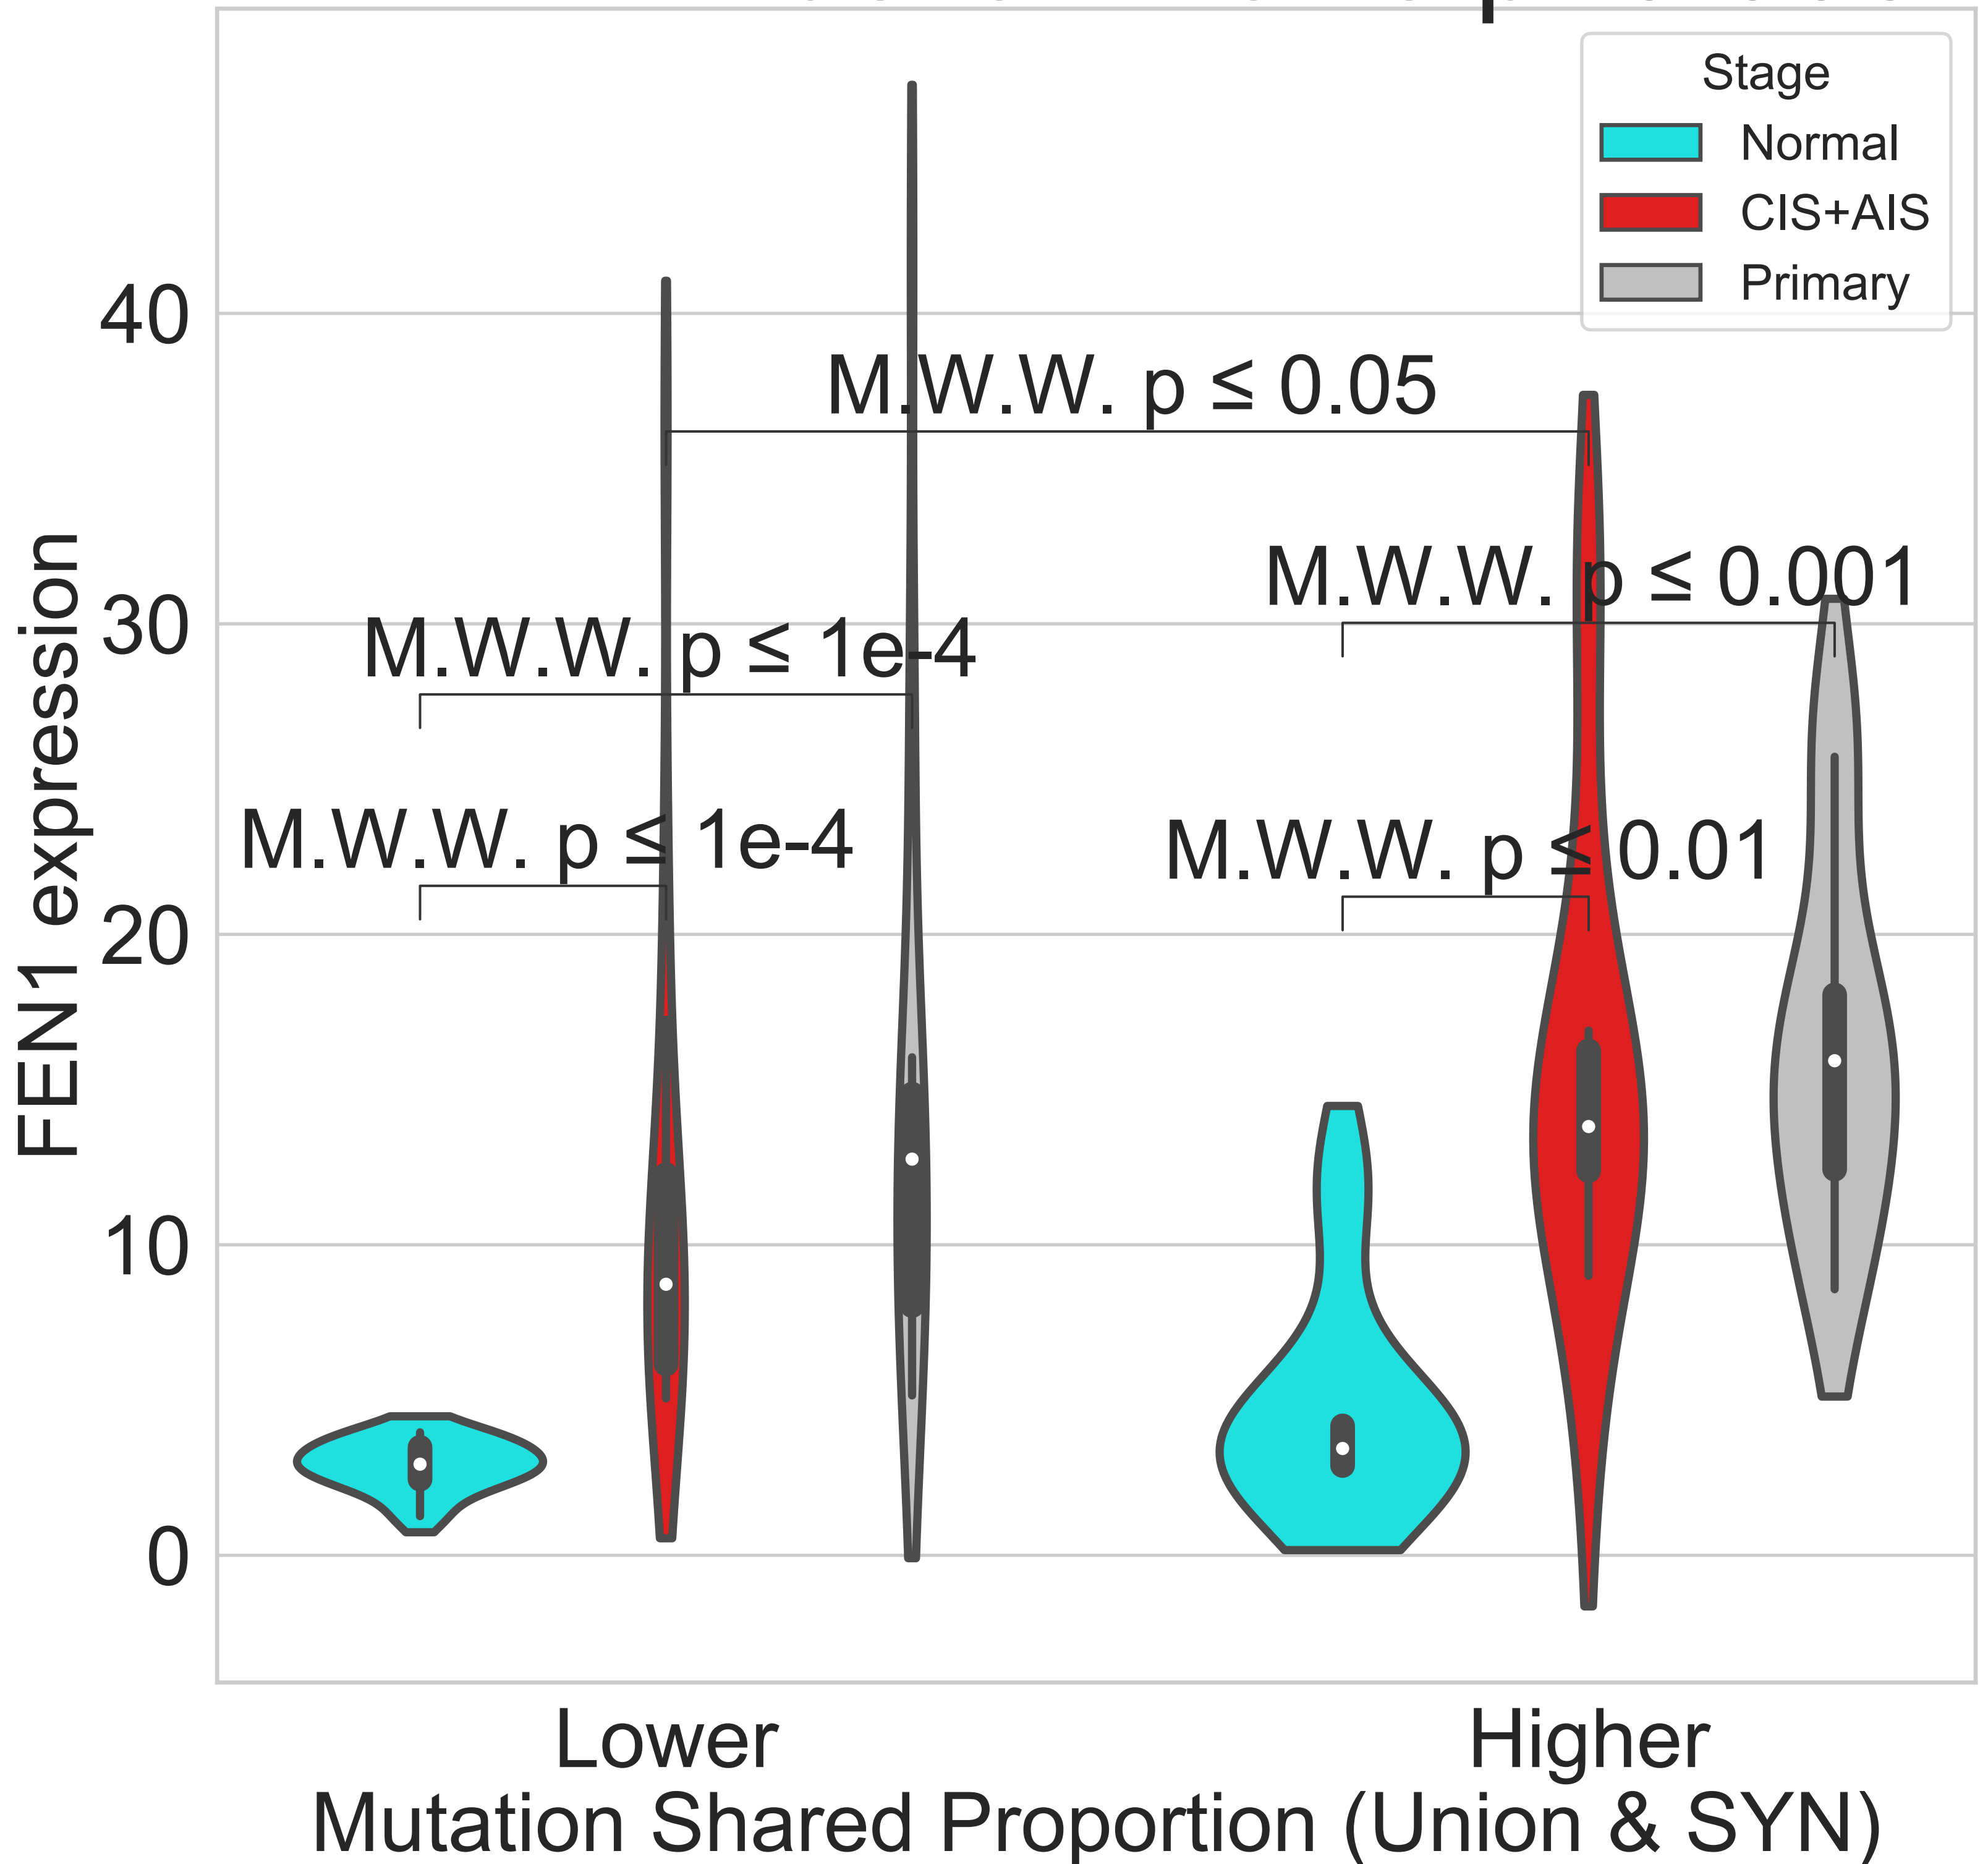 Stage
Normal
CIS+AIS
Primary
40
30
20
10
0
FEN1 expression
M.W.W. p ≤ 0.05
M.W.W. p ≤ 0.001
M.W.W. p ≤ 1e-4
M.W.W. p ≤ 1e-4
M.W.W. p ≤ 0.01
Lower
Higher
Mutation Shared Proportion (Union & SYN)